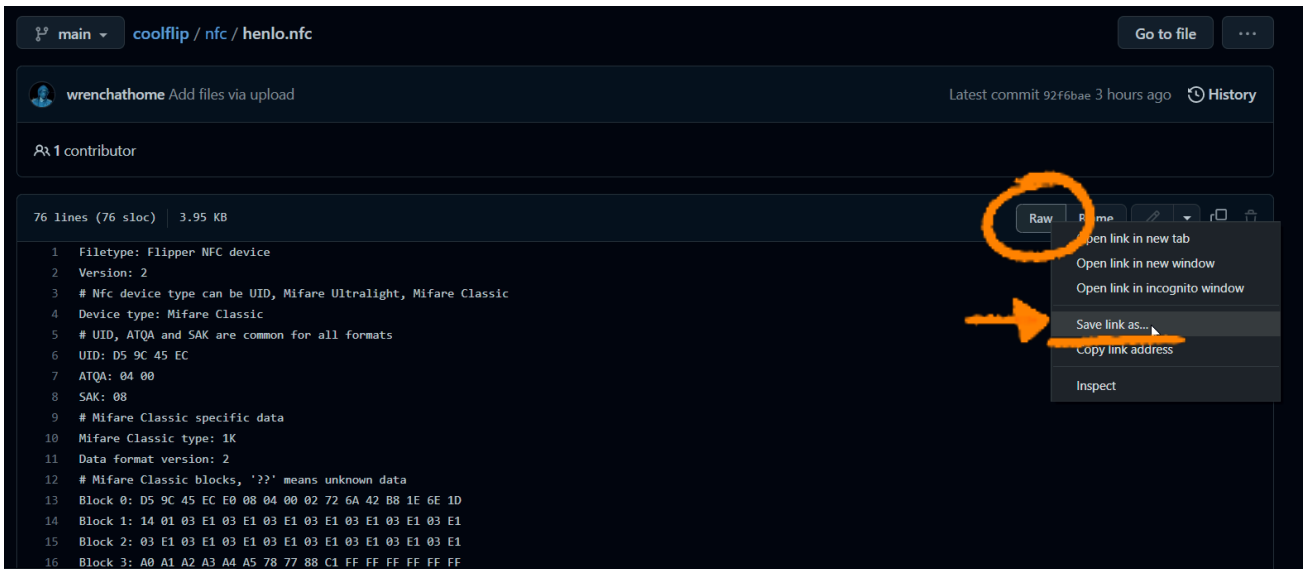 main
coolflip / nfc / henlo.nfc
Go to file
...
wrenchathome Add files via upload
Latest commit 92f6bae 3 hours ago
History
1 contributor
76 lines (76 sloc)
3.95 KB
Raw
Open link in new tab
Open link in new window
Open link in incognito window
Save link as...
Copy link address
Inspect
1 Filetype: Flipper NFC device
2 Version: 2
3 # Nfc device type can be UID, Mifare Ultralight, Mifare Classic
4 Device type: Mifare Classic
5 # UID, ATQA and SAK are common for all formats
6 UID: D5 9C 45 EC
7 ATQA: 04 00
8 SAK: 08
9 # Mifare Classic specific data
10 Mifare Classic type: 1K
11 Data format version: 2
12 # Mifare Classic blocks, '??' means unknown data
13 Block 0: D5 9C 45 EC E0 08 04 00 02 72 6A 42 B8 1E 6E 1D
14 Block 1: 14 01 03 E1 03 E1 03 E1 03 E1 03 E1 03 E1 03 E1
15 Block 2: 03 E1 03 E1 03 E1 03 E1 03 E1 03 E1 03 E1 03 E1
16 Block 3: A0 A1 A2 A3 A4 A5 78 77 88 C1 FF FF FF FF FF FF